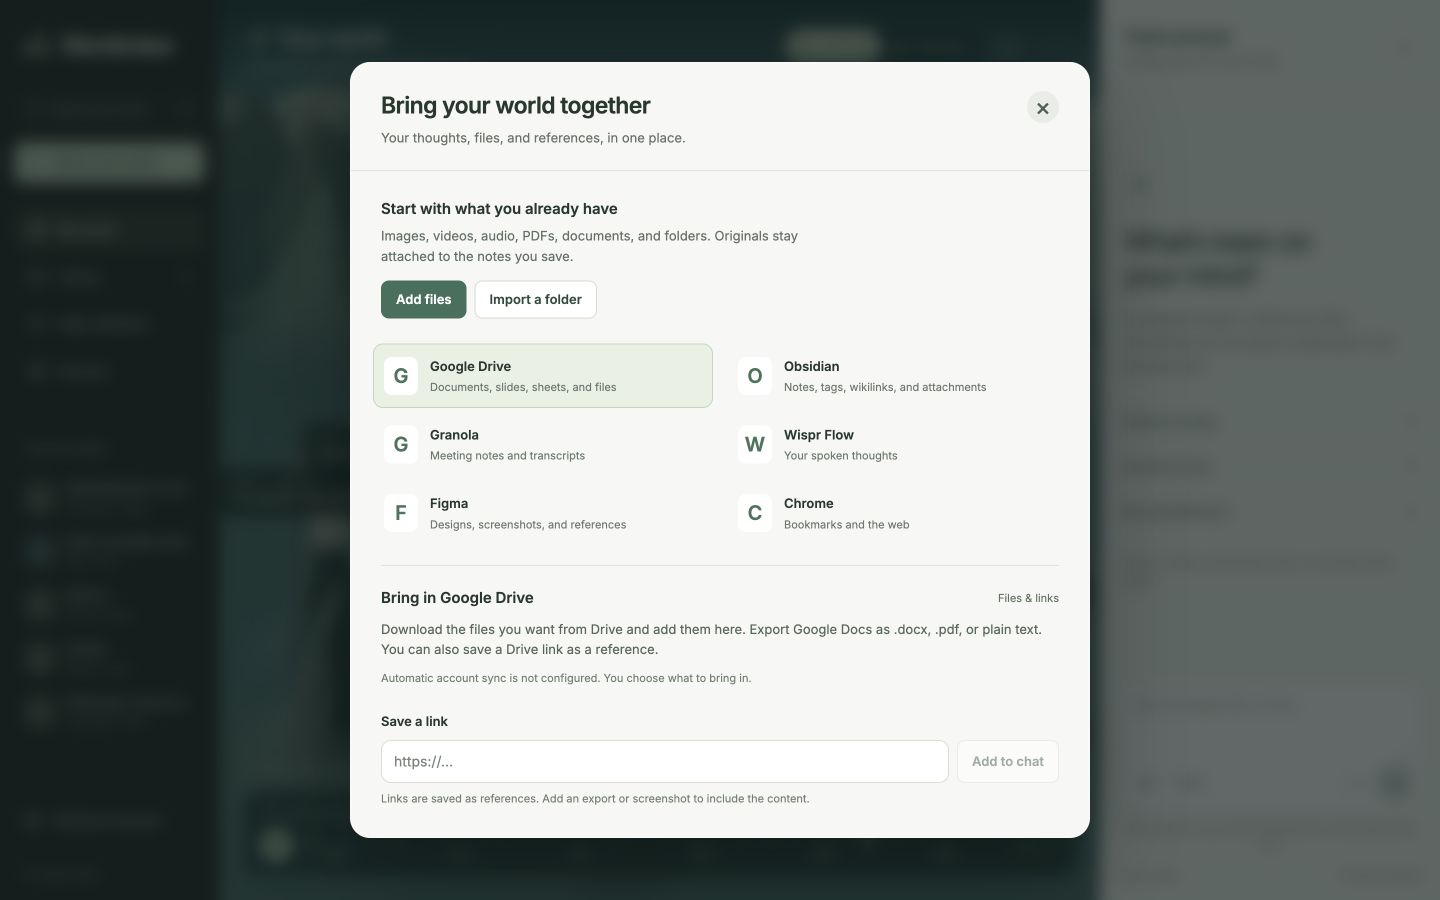 Bring your world together
Your thoughts, files, and references, in one place.
Start with what you already have
Images, videos, audio, PDFs, documents, and folders. Originals stay
attached to the notes you save.
Add files
Import a folder
G
Google Drive
Documents, slides, sheets, and files
O
Obsidian
Notes, tags, wikilinks, and attachments
G
Granola
Meeting notes and transcripts
W
Wispr Flow
Your spoken thoughts
F
Figma
Designs, screenshots, and references
C
Chrome
Bookmarks and the web
Bring in Google Drive
Files & links
Download the files you want from Drive and add them here. Export Google Docs as .docx, .pdf, or plain text.
You can also save a Drive link as a reference.
Automatic account sync is not configured. You choose what to bring in.
Save a link
https://...
Add to chat
Links are saved as references. Add an export or screenshot to include the content.